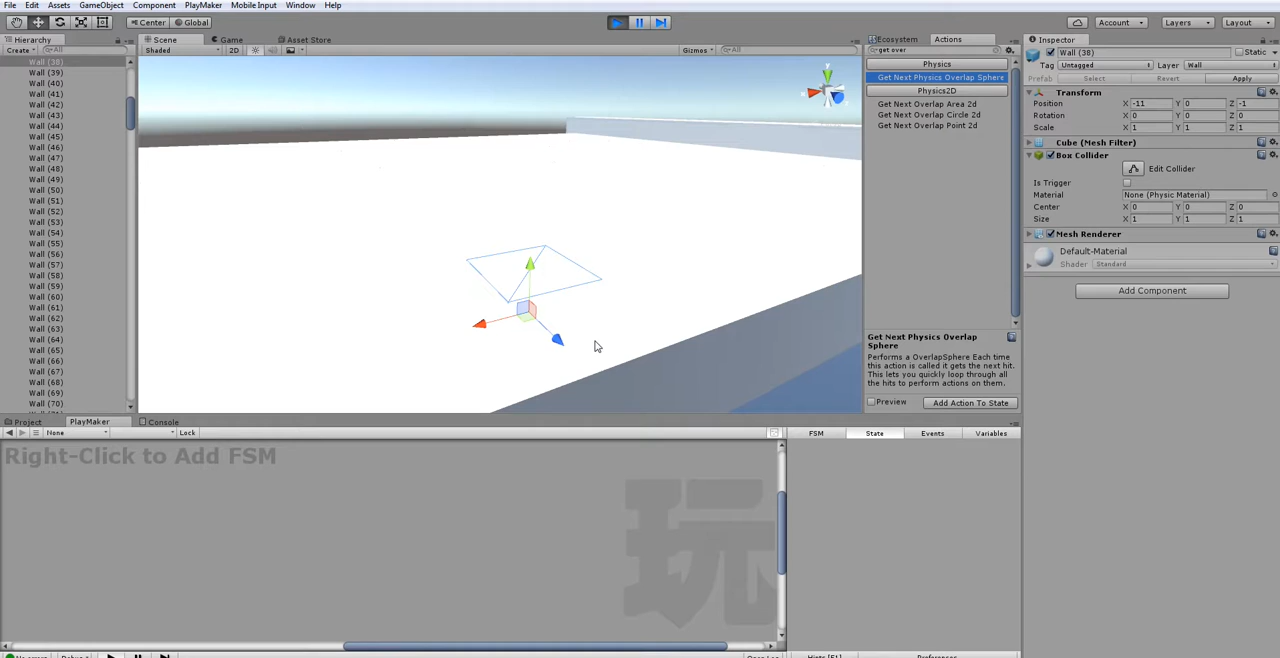 File Edit Assets GameObject Component PlayMaker Mobile Input Window Help
Center Global Account Layers Layout
Hierarchy
Create All
Wall (38)
Wall (39)
Wall (40)
Wall (41)
Wall (42)
Wall (43)
Wall (44)
Wall (45)
Wall (46)
Wall (47)
Wall (48)
Wall (49)
Wall (50)
Wall (51)
Wall (52)
Wall (53)
Wall (54)
Wall (55)
Wall (56)
Wall (57)
Wall (58)
Wall (59)
Wall (60)
Wall (61)
Wall (62)
Wall (63)
Wall (64)
Wall (65)
Wall (66)
Wall (67)
Wall (68)
Wall (69)
Wall (70)
Scene Game Asset Store
Shaded 2D Gizmos All
y
Ecosystem Actions
get over
Physics
Get Next Physics Overlap Sphere
Physics2D
Get Next Overlap Area 2d
Get Next Overlap Circle 2d
Get Next Overlap Point 2d
Get Next Physics Overlap
Sphere
Performs a OverlapSphere Each time
this action is called it gets the next hit.
This lets you quickly loop through all
the hits to perform actions on them.
Preview Add Action To State
Inspector
Wall (38) Static
Tag Untagged Layer Wall
Prefab Select Revert Apply
Transform
Position X -11 Y 0 Z -1
Rotation X 0 Y 0 Z 0
Scale X 1 Y 1 Z 1
Cube (Mesh Filter)
Box Collider
Edit Collider
Is Trigger
Material None (Physic Material)
Center X 0 Y 0 Z 0
Size X 1 Y 1 Z 1
Mesh Renderer
Default-Material
Shader Standard
Add Component
Project PlayMaker Console
None Lock
FSM State Events Variables
Right-Click to Add FSM
玩